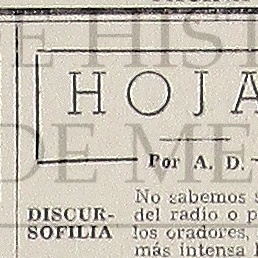 HOJA
Por A. D.
No sabemos
DISCUR- del radio o
SOFILIA los oradores,
más intensa